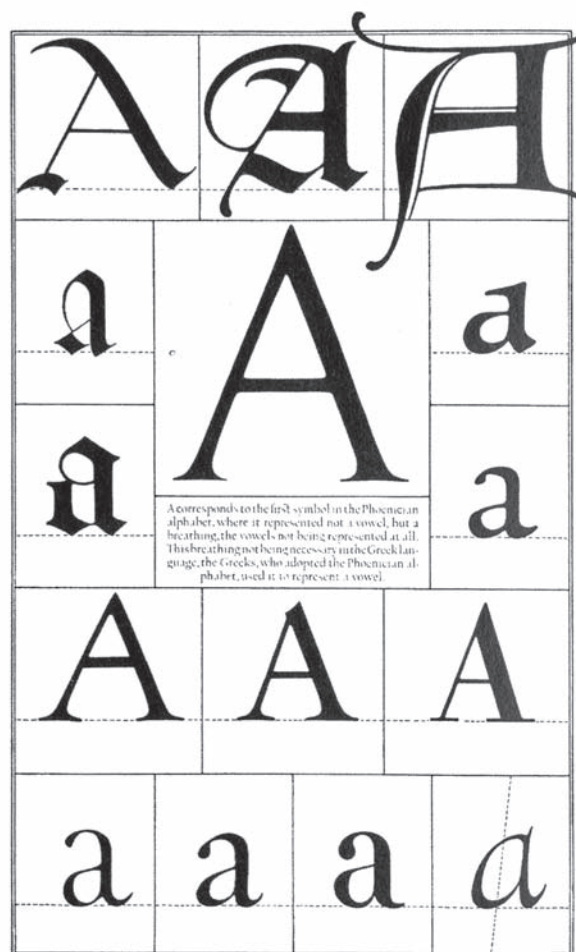 A A A
a A a
a a
A corresponds to the first symbol in the Phoenician
alphabet, where it represented not a vowel, but a
breathing, the vowels not being represented at all.
This breathing not being necessary in the Greek lan-
guage, the Greeks, who adopted the Phoenician al-
phabet, used it to represent a vowel.
A A A
a a a a